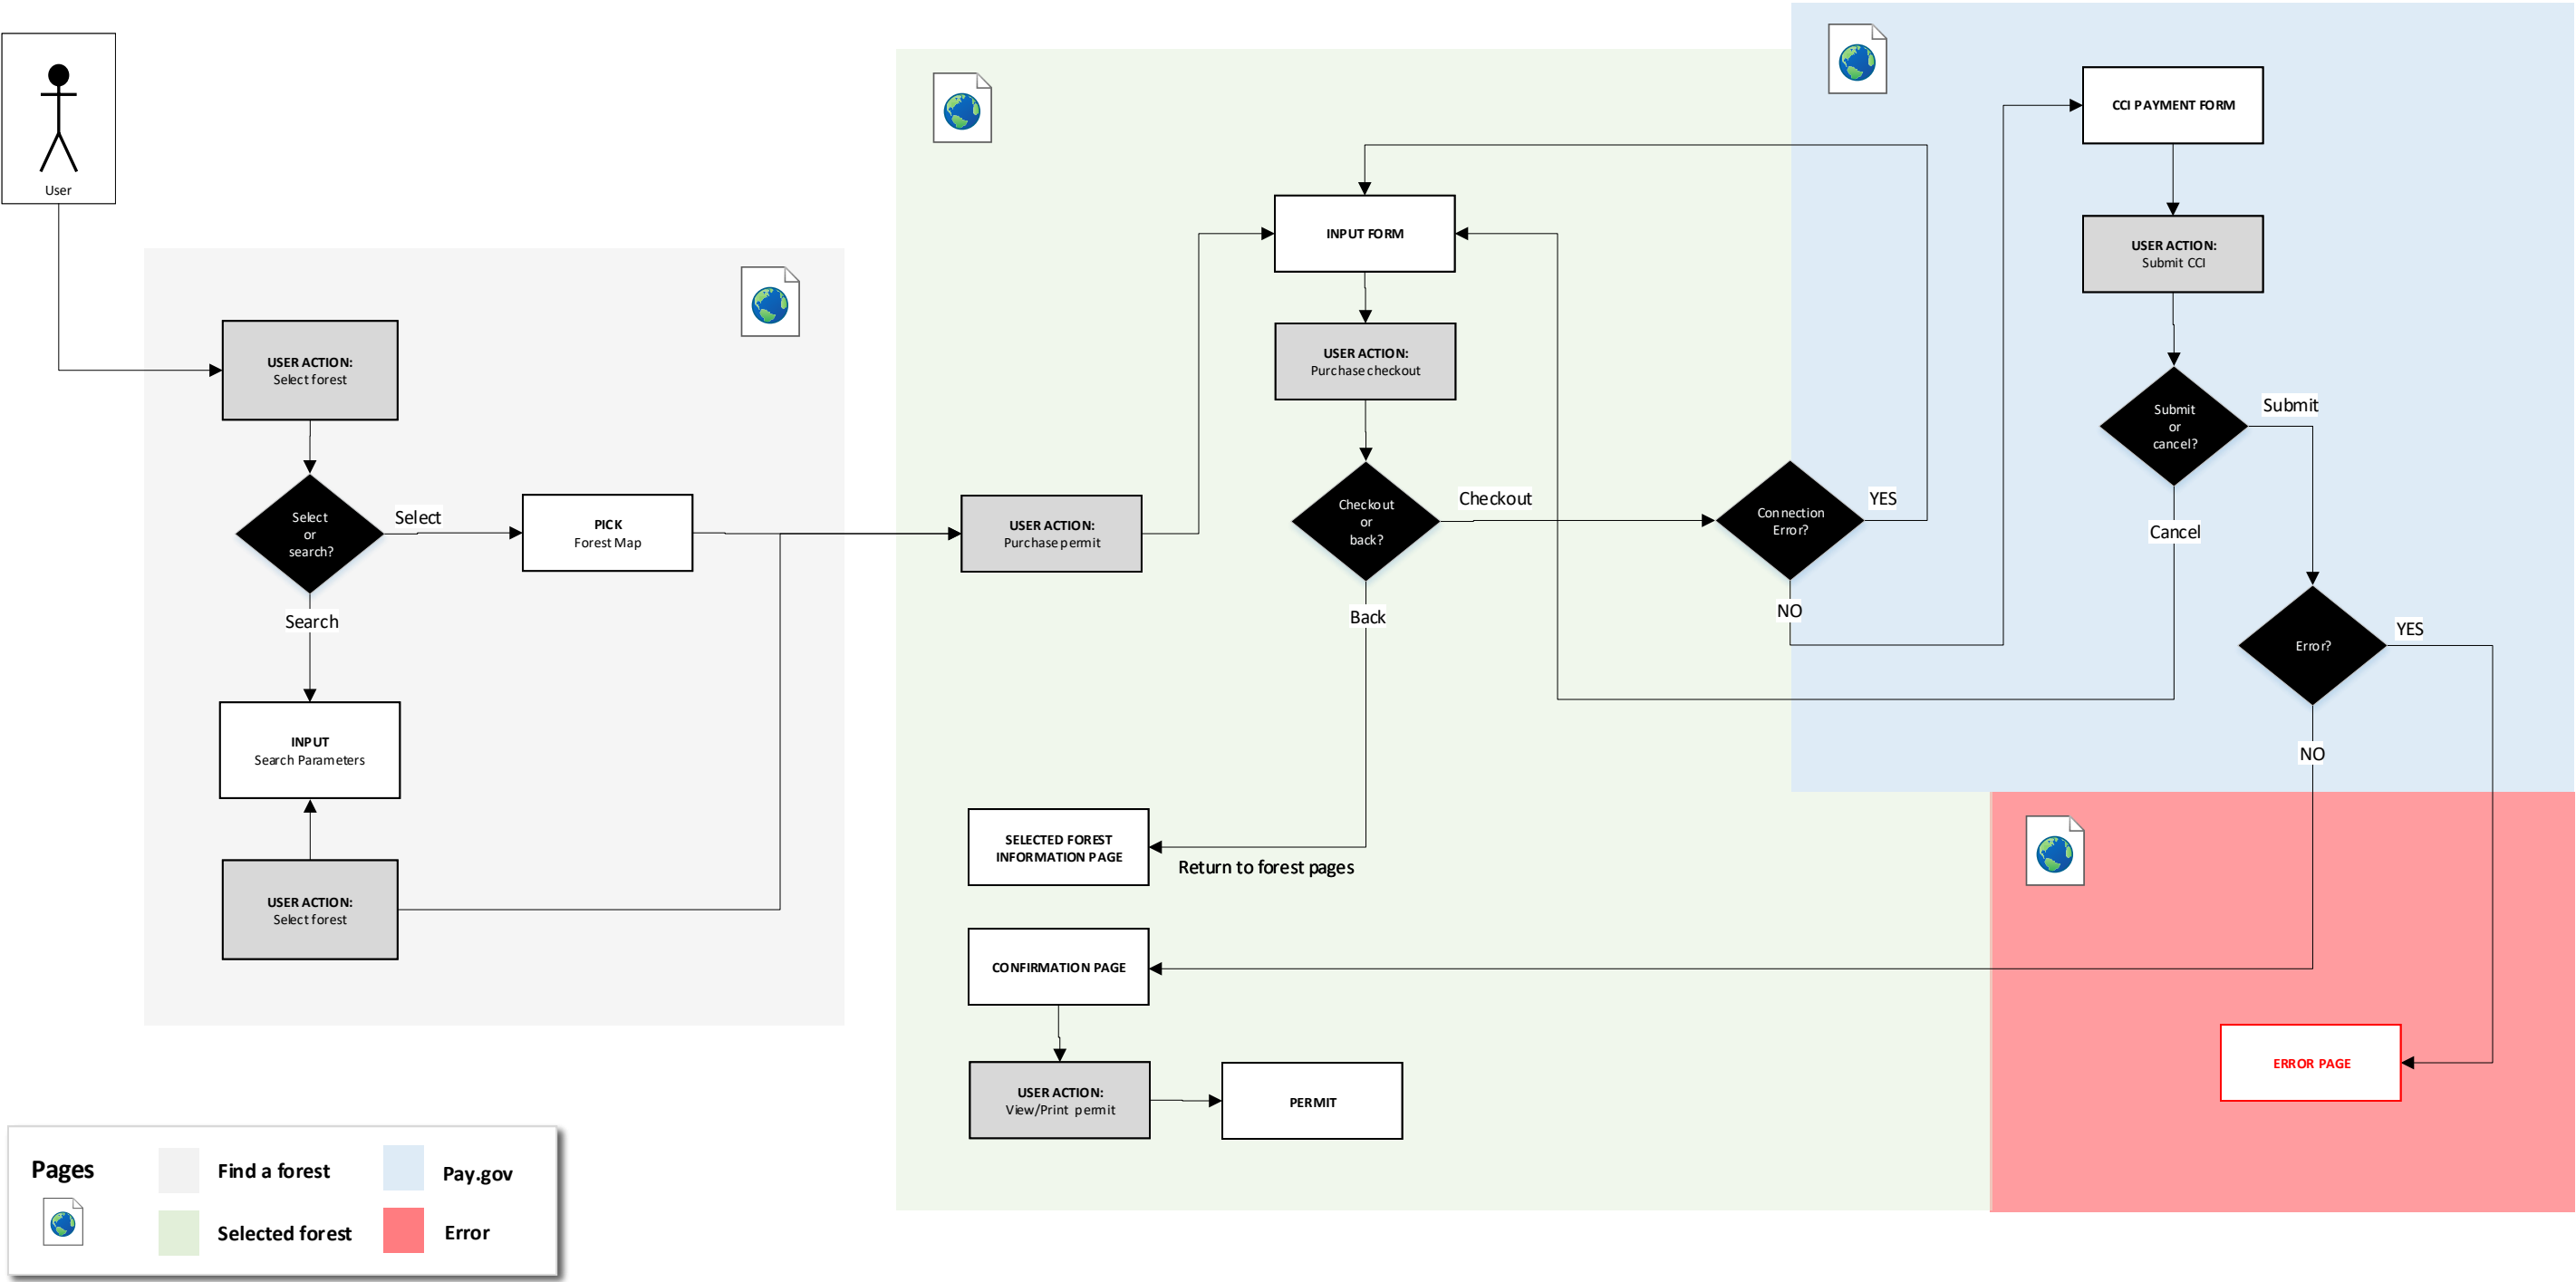 User
USER ACTION:
Select forest
Select
or
search?
Select
PICK
Forest Map
Search
INPUT
Search Parameters
USER ACTION:
Select forest
USER ACTION:
Purchase permit
INPUT FORM
USER ACTION:
Purchase checkout
Checkout
or
back?
Checkout
Back
Connection
Error?
YES
NO
SELECTED FOREST
INFORMATION PAGE
Return to forest pages
CONFIRMATION PAGE
USER ACTION:
View/Print permit
PERMIT
CCI PAYMENT FORM
USER ACTION:
Submit CCI
Submit
or
cancel?
Submit
Cancel
Error?
YES
NO
ERROR PAGE
Pages
Find a forest
Pay.gov
Selected forest
Error